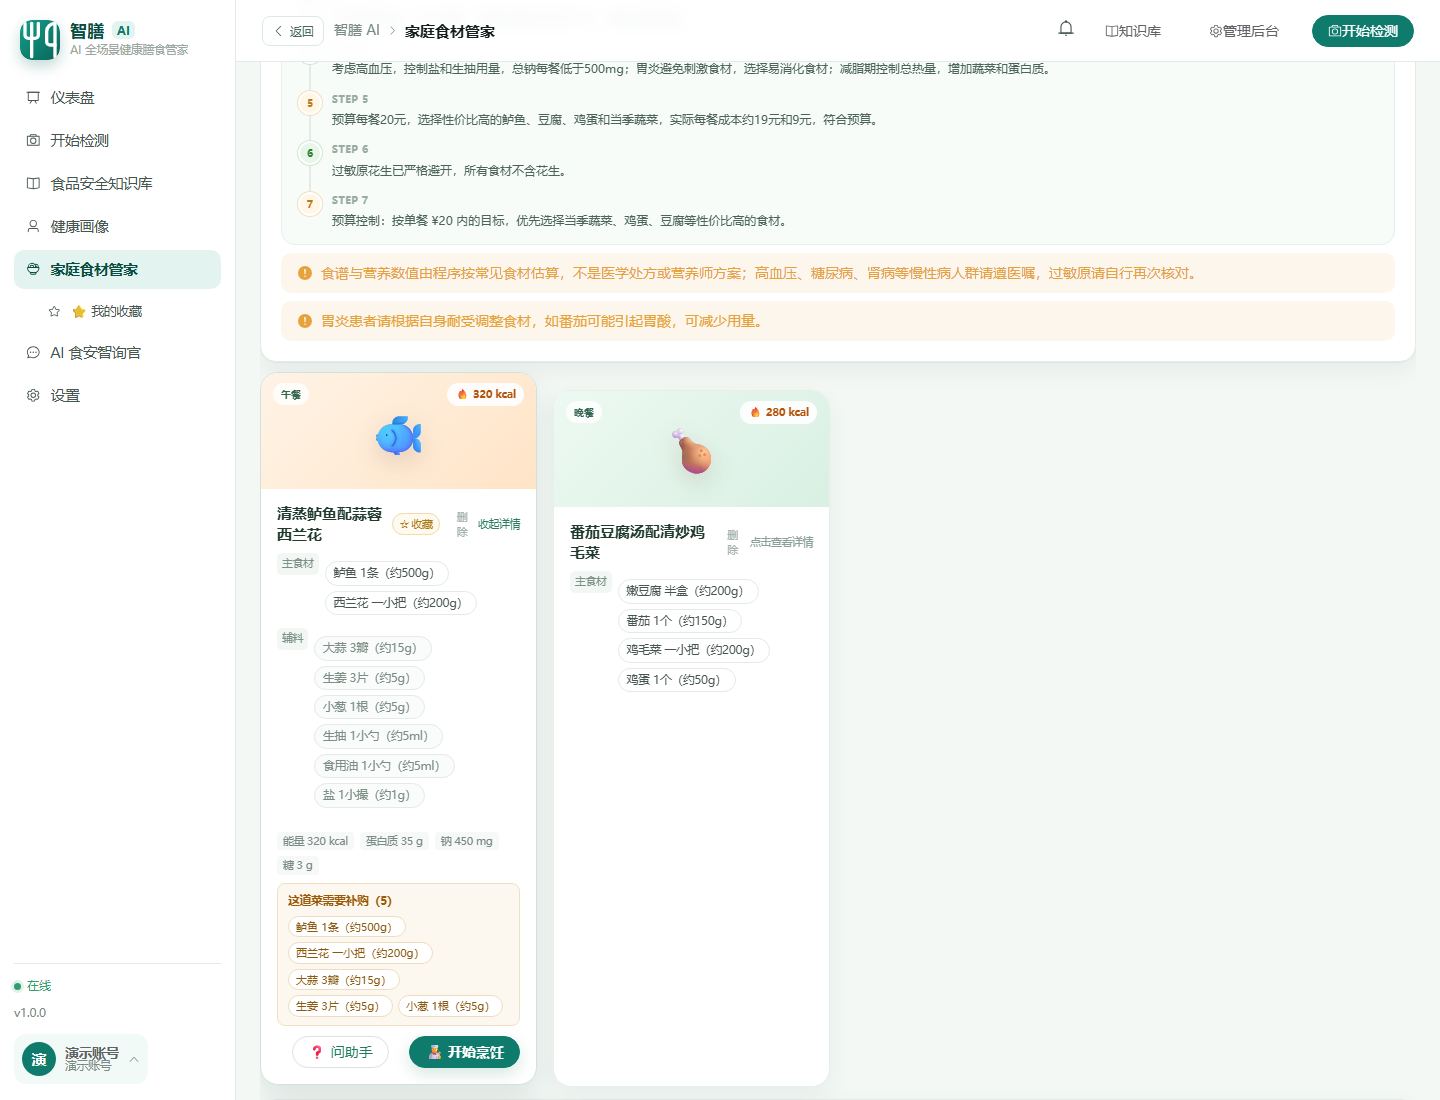 智膳 AI
AI 全场景健康膳食管家
仪表盘
开始检测
食品安全知识库
健康画像
家庭食材管家
我的收藏
AI 食安智询官
设置
在线
v1.0.0
演
演示账号
演示账号
返回
智膳 AI
家庭食材管家
知识库
管理后台
开始检测
考虑高血压，控制盐和生抽用量，总钠每餐低于500mg；胃炎避免刺激食材，选择易消化食材；减脂期控制总热量，增加蔬菜和蛋白质。
5
STEP 5
预算每餐20元，选择性价比高的鲈鱼、豆腐、鸡蛋和当季蔬菜，实际每餐成本约19元和9元，符合预算。
6
STEP 6
过敏原花生已严格避开，所有食材不含花生。
7
STEP 7
预算控制：按单餐 ¥20 内的目标，优先选择当季蔬菜、鸡蛋、豆腐等性价比高的食材。
食谱与营养数值由程序按常见食材估算，不是医学处方或营养师方案；高血压、糖尿病、肾病等慢性病人群请遵医嘱，过敏原请自行再次核对。
胃炎患者请根据自身耐受调整食材，如番茄可能引起胃酸，可减少用量。
午餐
320 kcal
清蒸鲈鱼配蒜蓉
西兰花
☆ 收藏
删
除
收起详情
主食材
鲈鱼 1条（约500g）
西兰花 一小把（约200g）
辅料
大蒜 3瓣（约15g）
生姜 3片（约5g）
小葱 1根（约5g）
生抽 1小勺（约5ml）
食用油 1小勺（约5ml）
盐 1小撮（约1g）
能量 320 kcal
蛋白质 35 g
钠 450 mg
糖 3 g
这道菜需要补购（5）
鲈鱼 1条（约500g）
西兰花 一小把（约200g）
大蒜 3瓣（约15g）
生姜 3片（约5g）
小葱 1根（约5g）
问助手
开始烹饪
晚餐
280 kcal
番茄豆腐汤配清炒鸡
毛菜
删
除
点击查看详情
主食材
嫩豆腐 半盒（约200g）
番茄 1个（约150g）
鸡毛菜 一小把（约200g）
鸡蛋 1个（约50g）